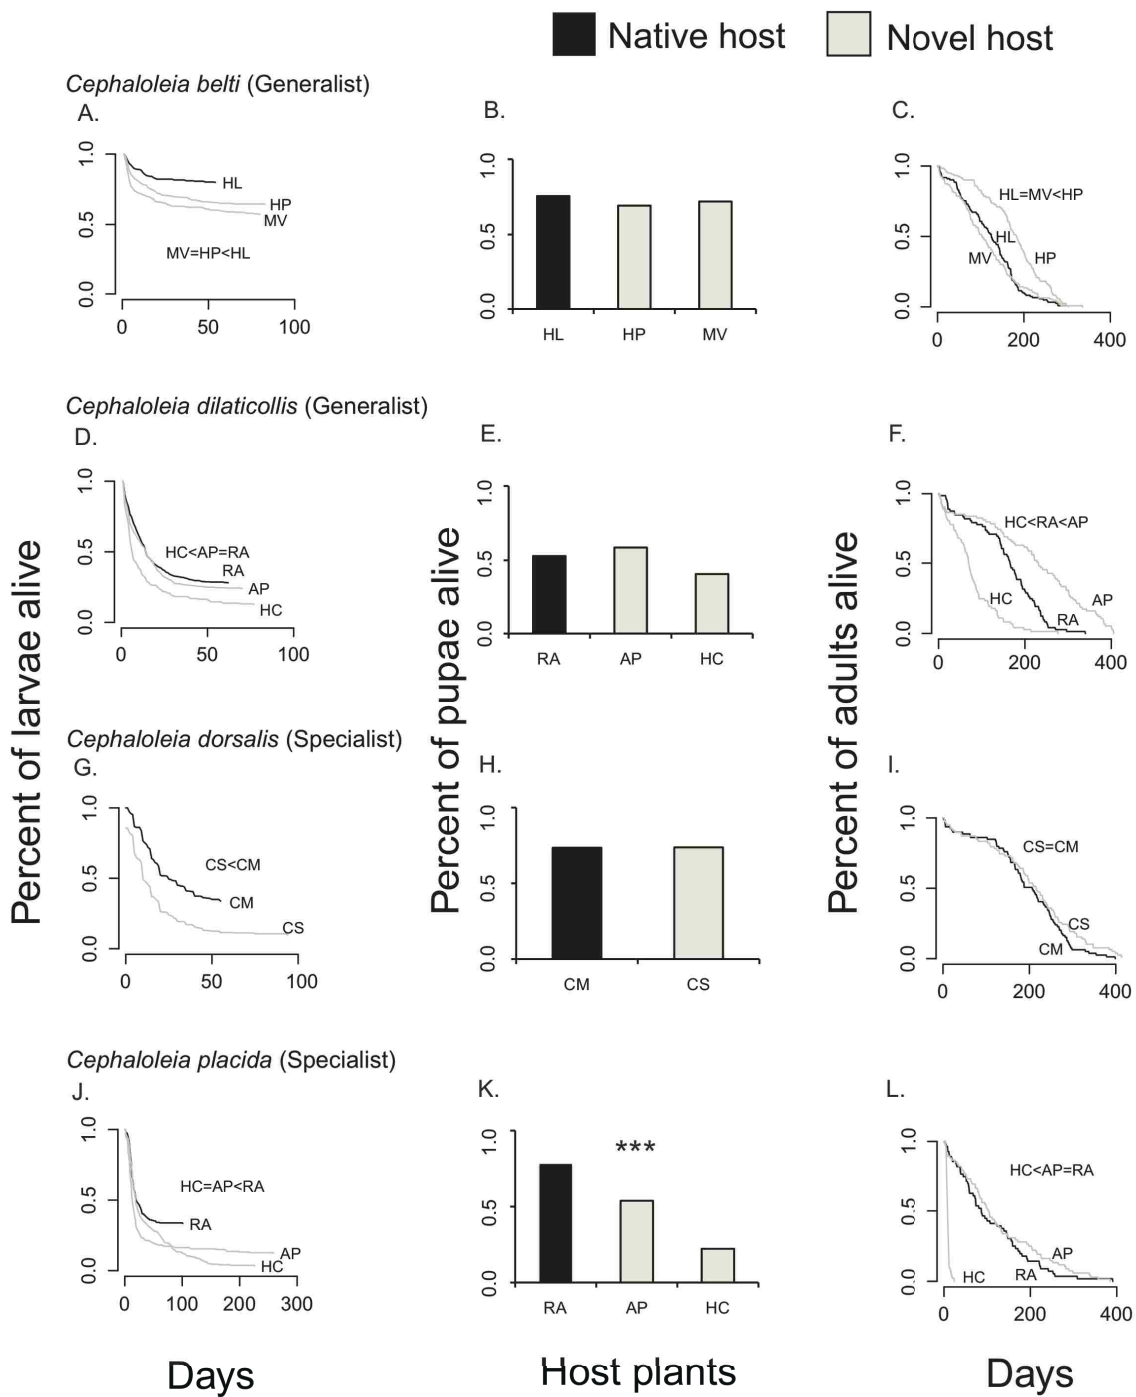 Native host
Novel host
Cephaloleia belti (Generalist)
A.
B.
C.
1.0
0.5
0.0
HL
HP
MV
MV=HP<HL
0
50
100
1.0
0.5
0.0
HL
HP
MV
1.0
0.5
0.0
HL=MV<HP
HL
MV
HP
0
200
400
Cephaloleia dilaticollis (Generalist)
D.
E.
F.
1.0
0.5
0.0
HC<AP=RA
RA
AP
HC
0
50
100
1.0
0.5
0.0
RA
AP
HC
1.0
0.5
0.0
HC<RA<AP
HC
AP
RA
0
200
400
Percent of larvae alive
Percent of pupae alive
Percent of adults alive
Cephaloleia dorsalis (Specialist)
G.
H.
I.
1.0
0.5
0.0
CS<CM
CM
CS
0
50
100
1.0
0.5
0.0
CM
CS
1.0
0.5
0.0
CS=CM
CS
CM
0
200
400
Cephaloleia placida (Specialist)
J.
K.
L.
1.0
0.5
0.0
HC=AP<RA
RA
AP
HC
0
100
200
300
1.0
0.5
0.0
***
RA
AP
HC
1.0
0.5
0.0
HC<AP=RA
AP
HC
RA
0
200
400
Days
Host plants
Days